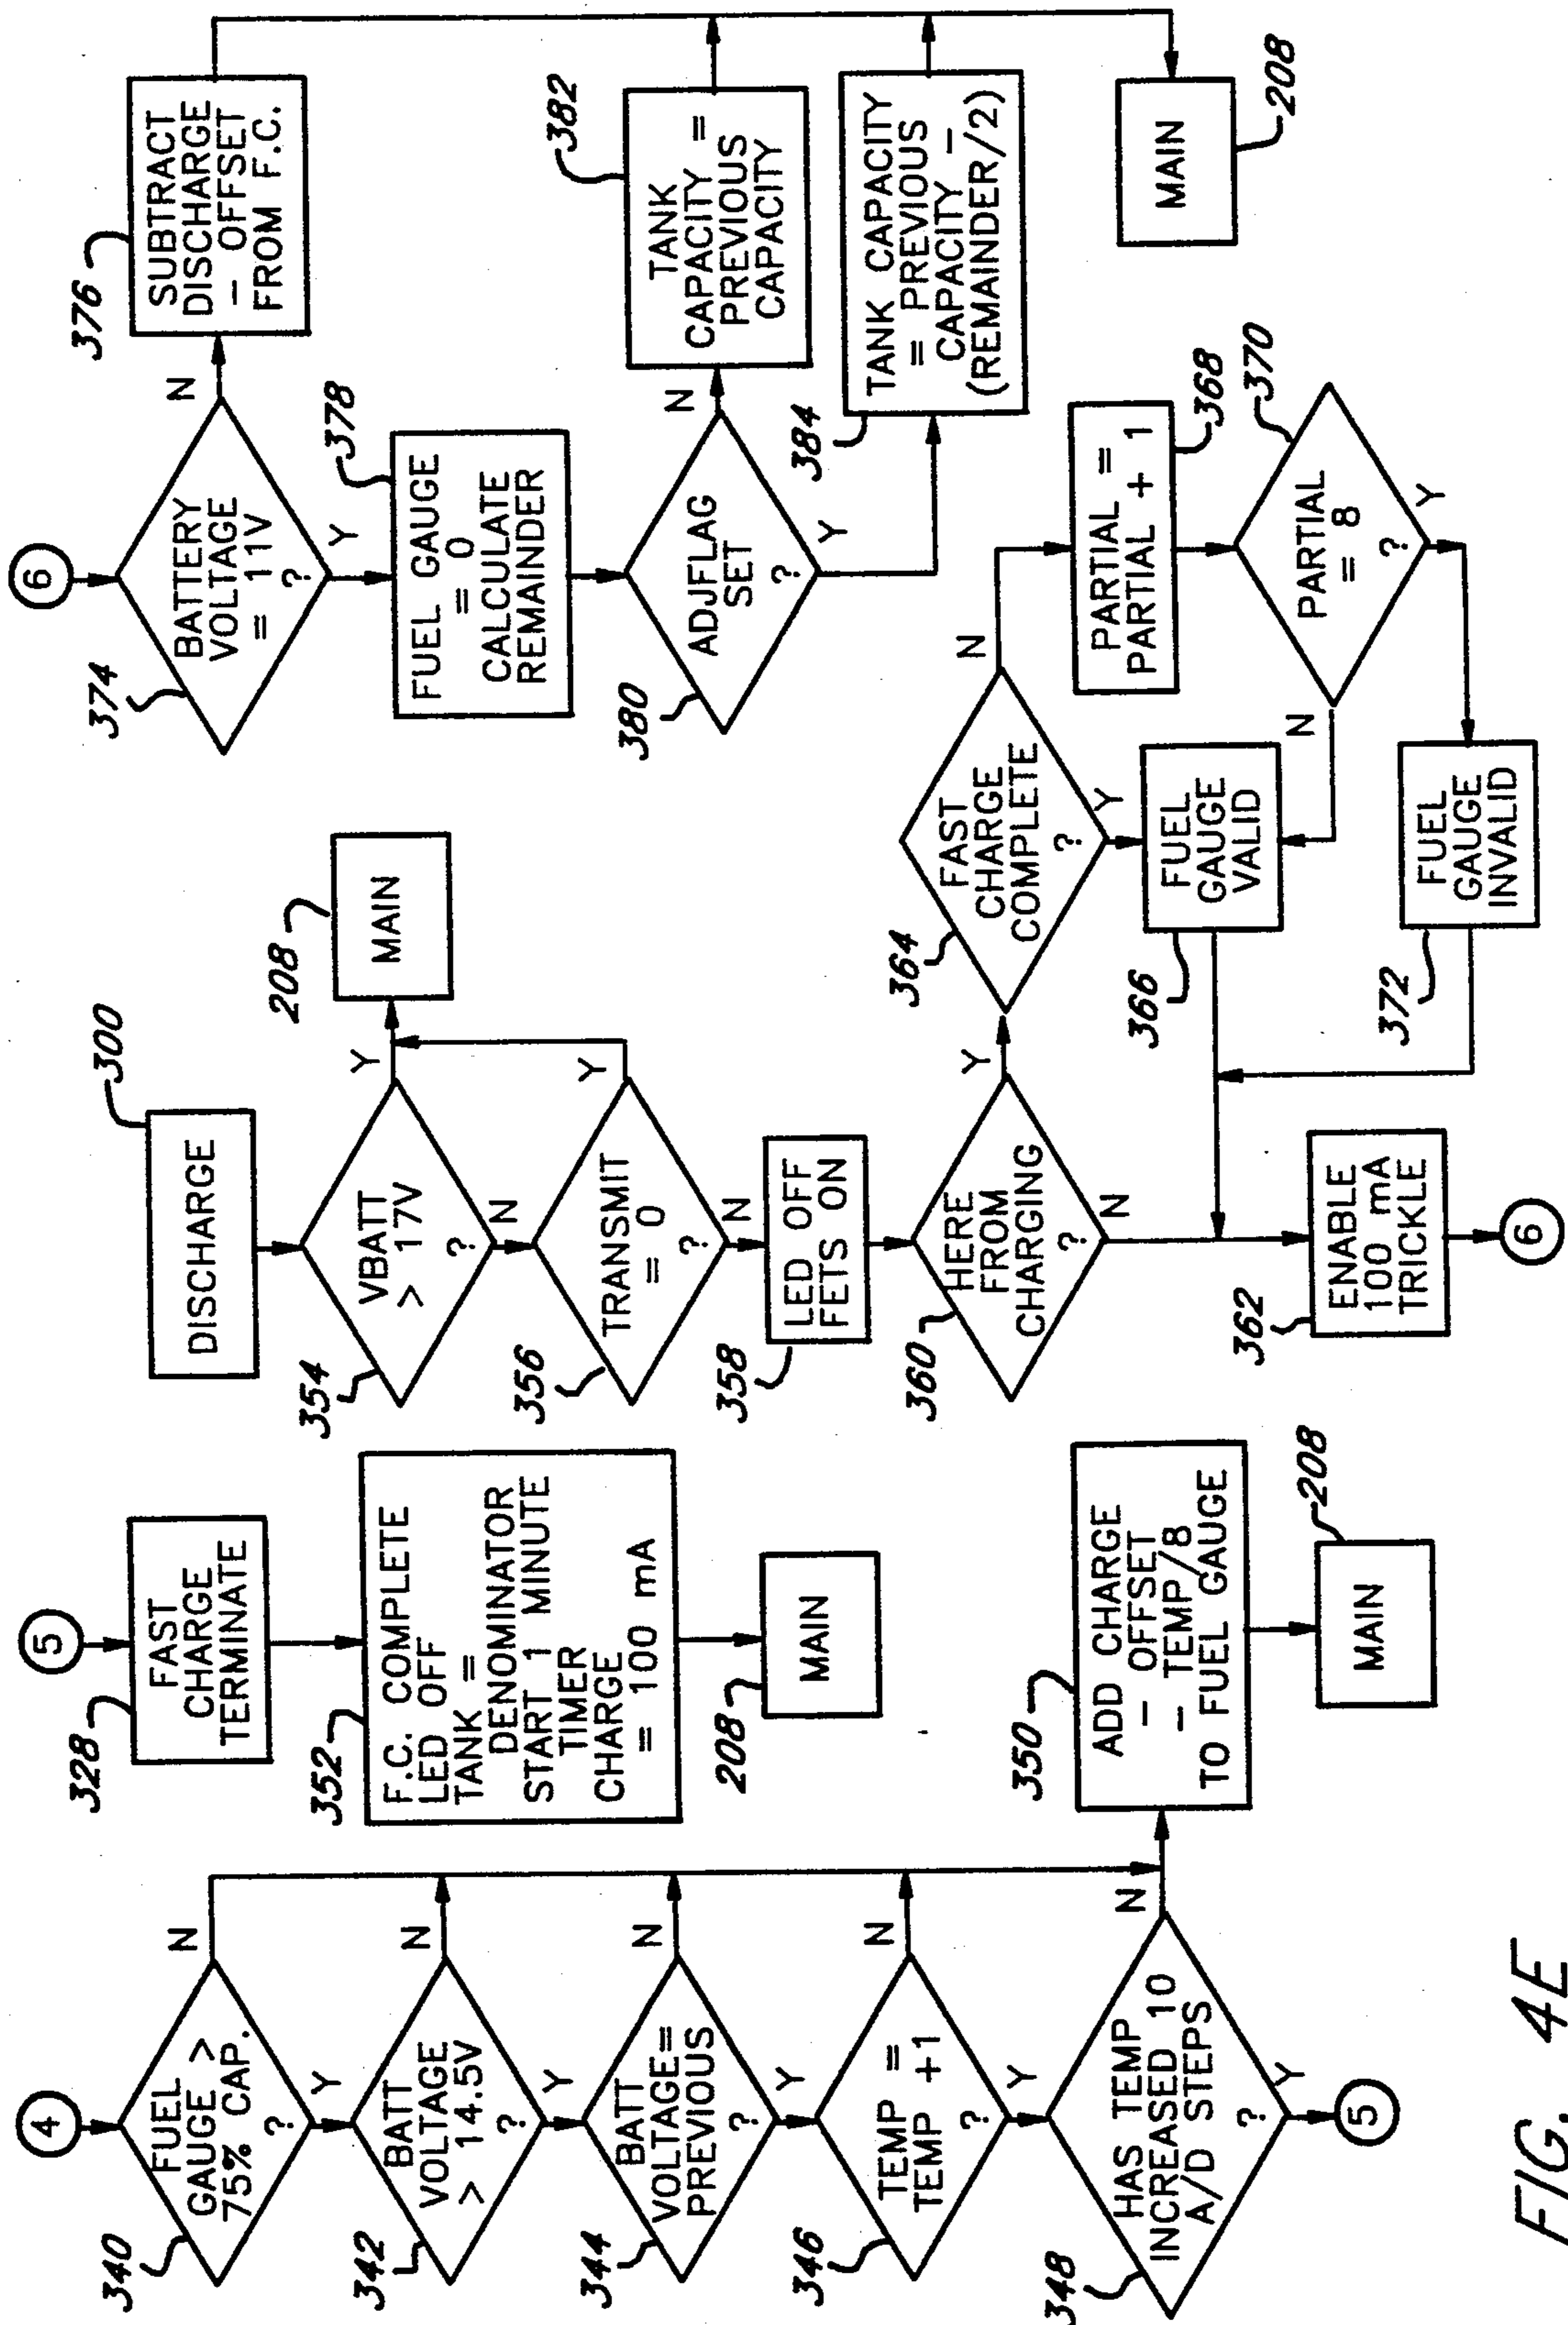 4
340
FUEL
GAUGE >
75% CAP.
?
N
Y
342
BATT
VOLTAGE
> 14.5V
?
N
Y
344
BATT
VOLTAGE=
PREVIOUS
?
N
Y
346
TEMP =
TEMP +1
?
N
Y
348
HAS TEMP
INCREASED 10
A/D STEPS
?
N
Y
5
5
328
FAST
CHARGE
TERMINATE
352
F.C. COMPLETE
LED OFF
TANK =
DENOMINATOR
START 1 MINUTE
TIMER
CHARGE
= 100 mA
208
MAIN
350
ADD CHARGE
- OFFSET
- TEMP/8
TO FUEL GAUGE
208
MAIN
300
DISCHARGE
354
VBATT
> 17V
?
Y
N
208
MAIN
356
TRANSMIT
= 0
?
Y
N
358
LED OFF
FETS ON
360
HERE
FROM
CHARGING
?
Y
N
362
ENABLE
100 mA
TRICKLE
6
364
FAST
CHARGE
COMPLETE
?
N
Y
366
FUEL
GAUGE
VALID
368
PARTIAL =
PARTIAL + 1
370
PARTIAL
= 8
?
N
Y
372
FUEL
GAUGE
INVALID
6
374
BATTERY
VOLTAGE
= 11V
?
N
Y
376
SUBTRACT
DISCHARGE
- OFFSET
FROM F.C.
378
FUEL GAUGE
= 0
CALCULATE
REMAINDER
380
ADJFLAG
SET
?
N
Y
382
TANK
CAPACITY =
PREVIOUS
CAPACITY
384
TANK CAPACITY
= PREVIOUS
CAPACITY -
(REMAINDER/2)
MAIN
208
FIG. 4E